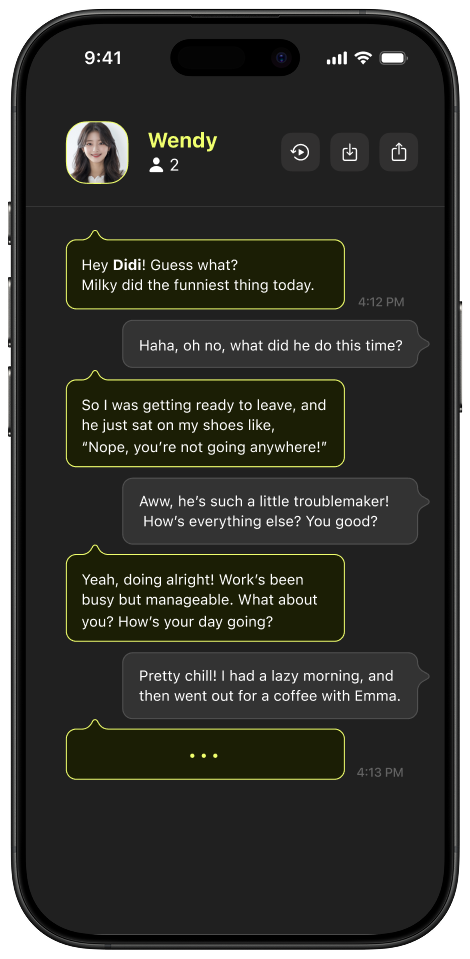 9:41
Wendy
2
Hey Didi! Guess what?
Milky did the funniest thing today.
4:12 PM
Haha, oh no, what did he do this time?
So I was getting ready to leave, and
he just sat on my shoes like,
“Nope, you’re not going anywhere!”
Aww, he’s such a little troublemaker!
How’s everything else? You good?
Yeah, doing alright! Work’s been
busy but manageable. What about
you? How’s your day going?
Pretty chill! I had a lazy morning, and
then went out for a coffee with Emma.
• • •
4:13 PM